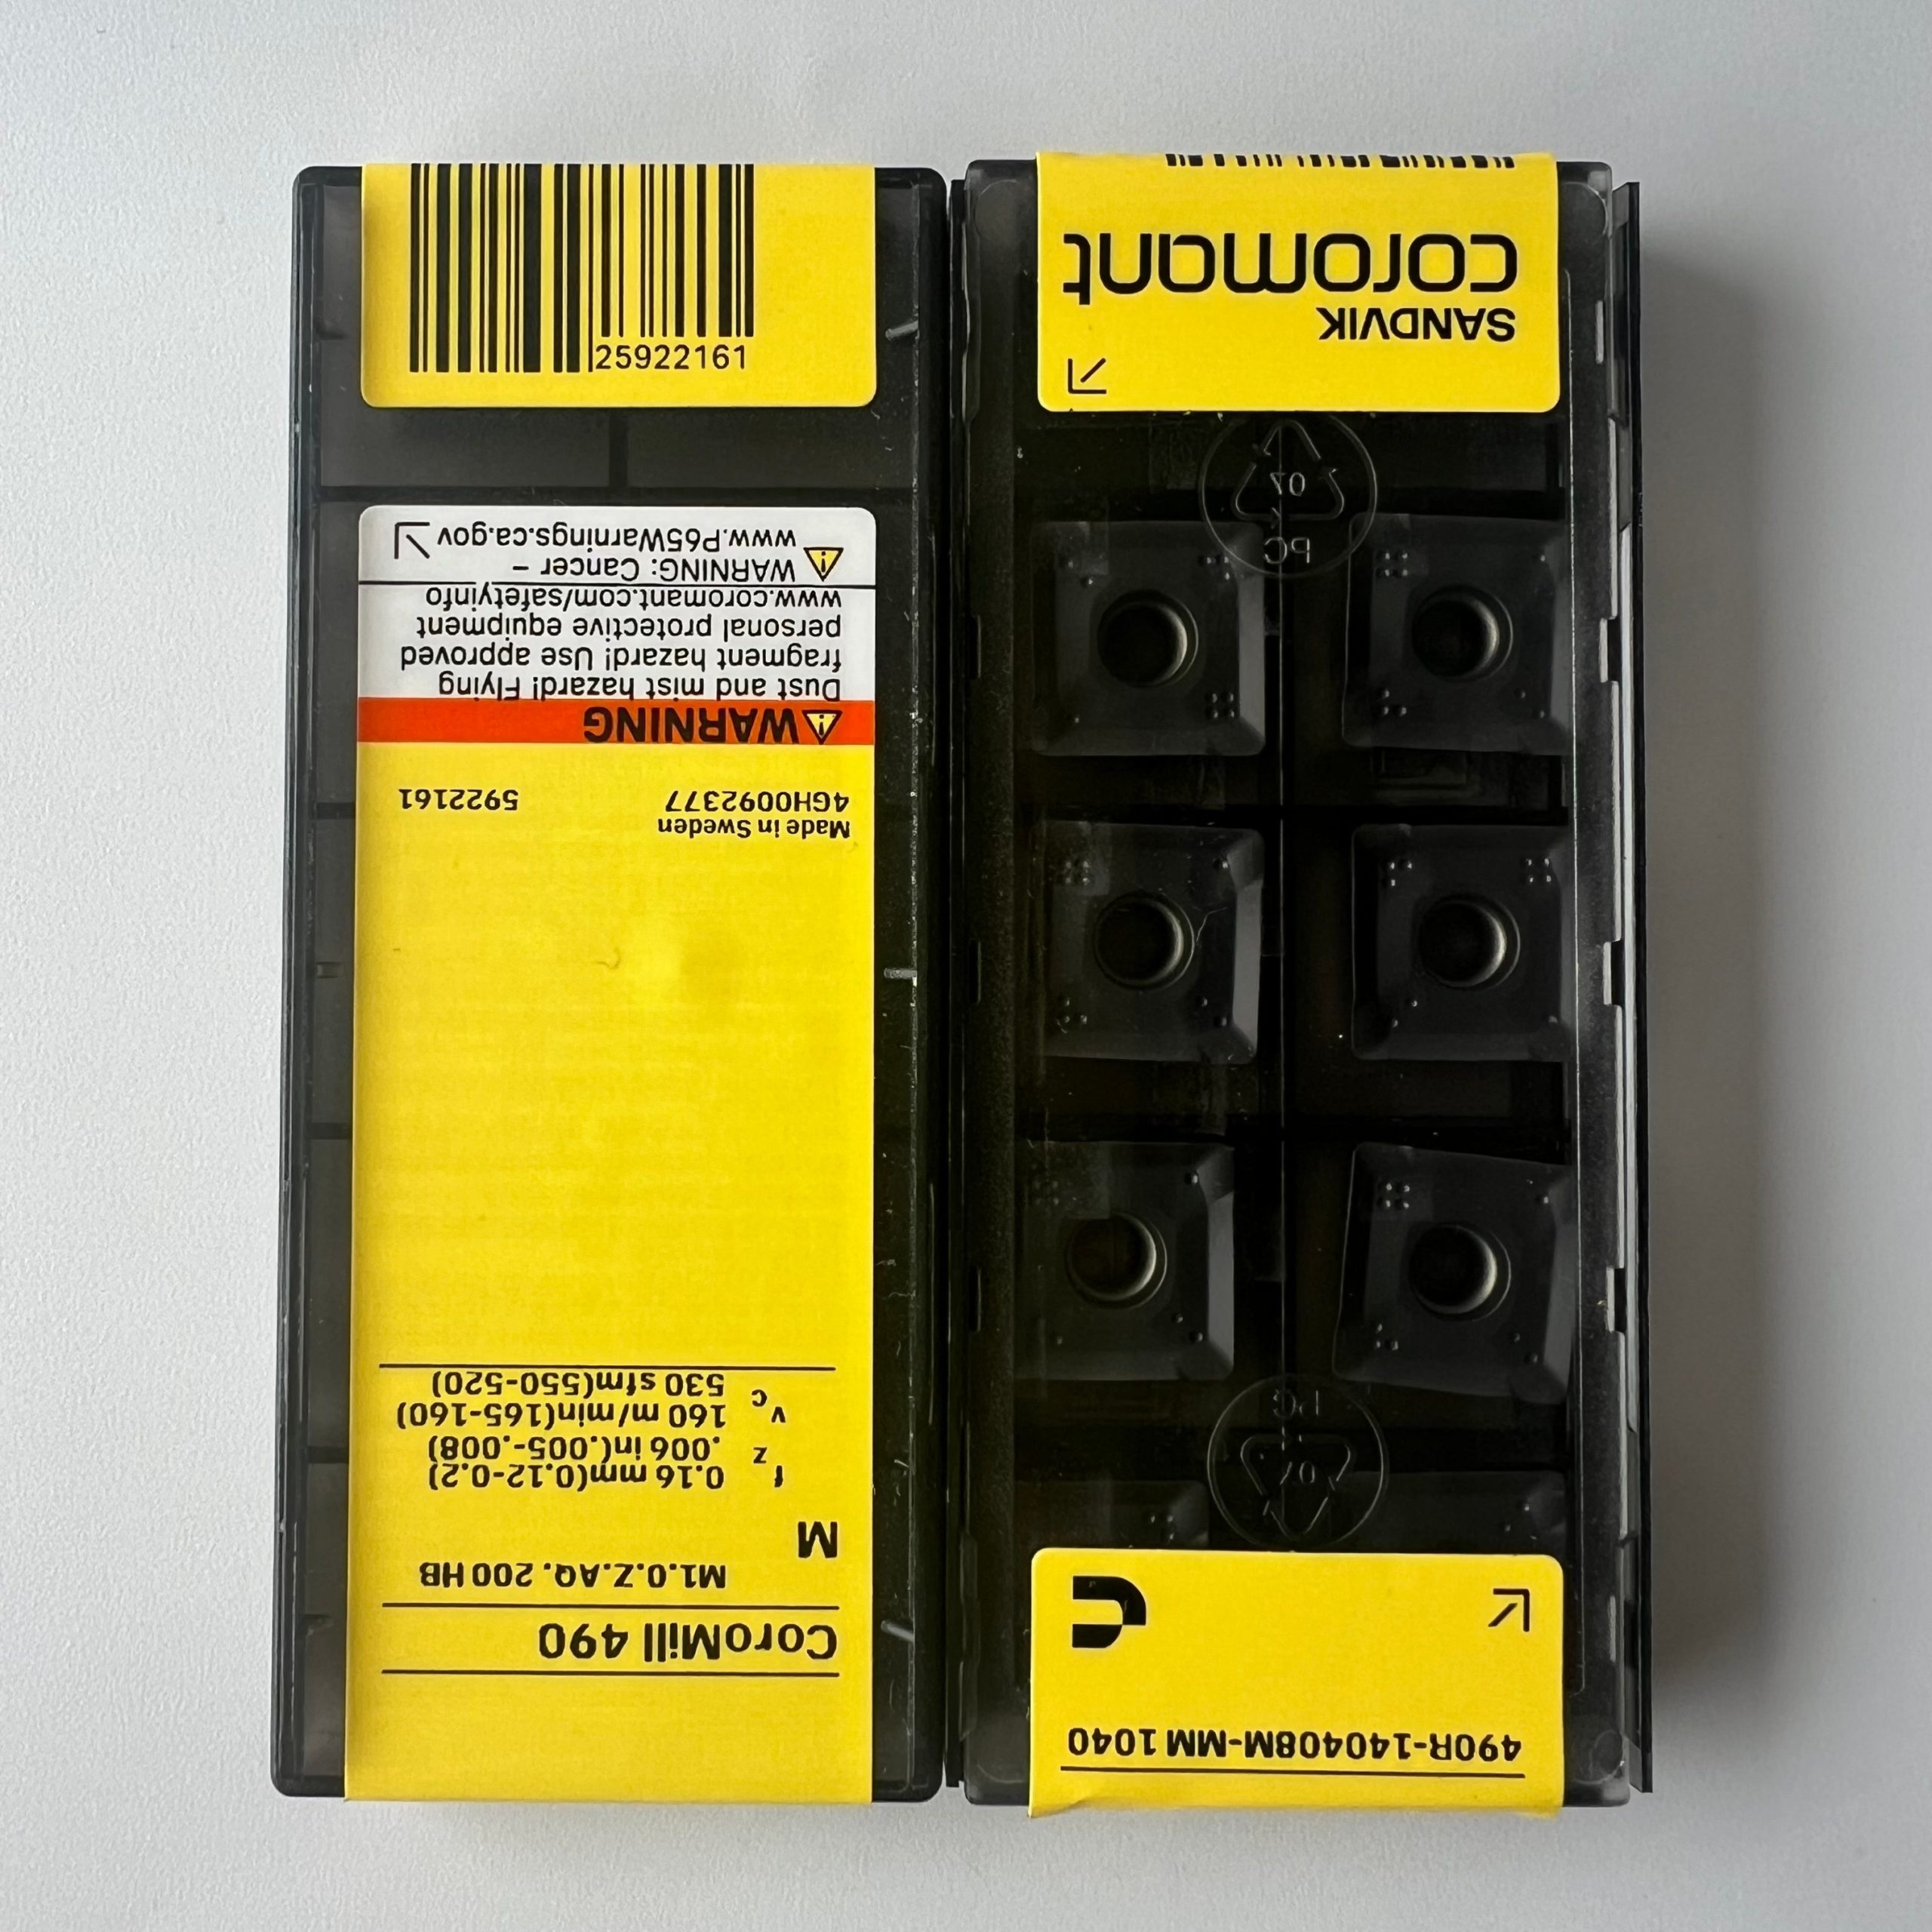 CoroMill 490
M1.0.Z.AQ. 200 HB
M
fz 0.16 mm(0.12-0.2)
.006 in(.005-.008)
vc 160 m/min(165-160)
530 sfm(550-520)
Made in Sweden
4GH0092377 5922161
WARNING
Dust and mist hazard! Flying
fragment hazard! Use approved
personal protective equipment
www.coromant.com/safetyinfo
WARNING: Cancer –
www.P65Warnings.ca.gov
25922161
490R-140408M-MM 1040
SANDVIK
coromant
07
PC
07
PC